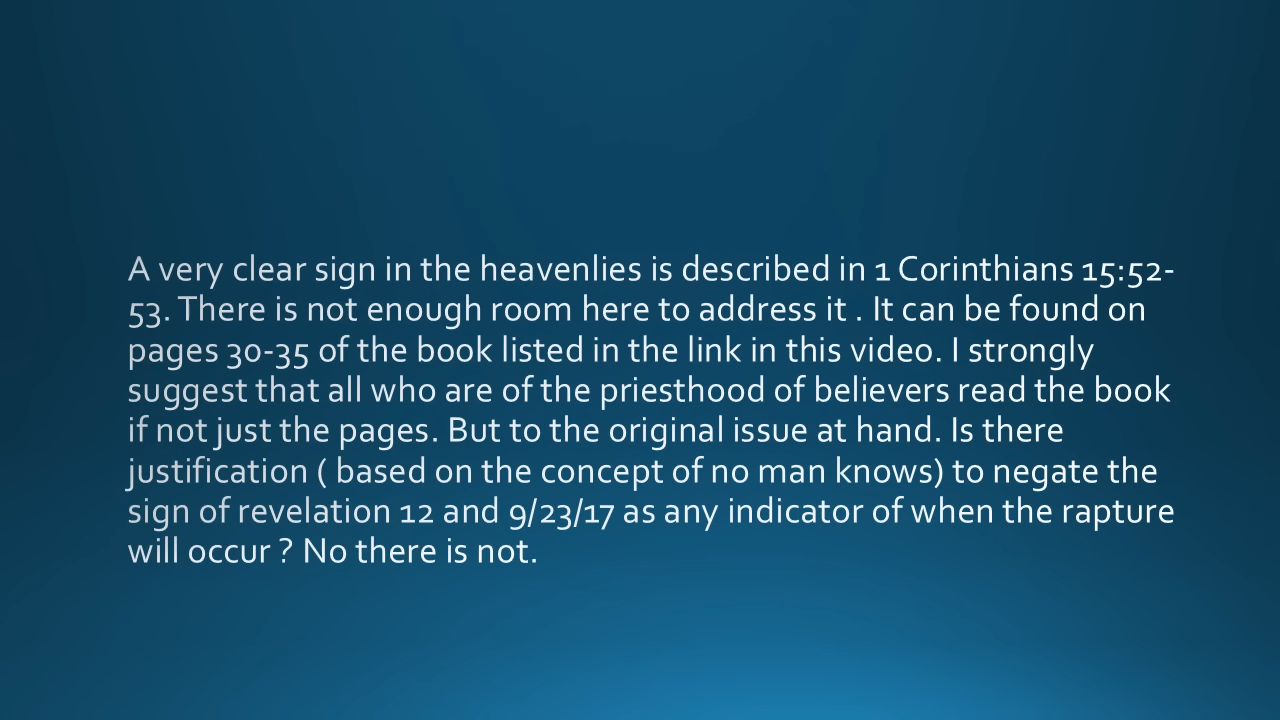 A very clear sign in the heavenlies is described in 1 Corinthians 15:52-
53. There is not enough room here to address it . It can be found on
pages 30-35 of the book listed in the link in this video. I strongly
suggest that all who are of the priesthood of believers read the book
if not just the pages. But to the original issue at hand. Is there
justification ( based on the concept of no man knows) to negate the
sign of revelation 12 and 9/23/17 as any indicator of when the rapture
will occur ? No there is not.